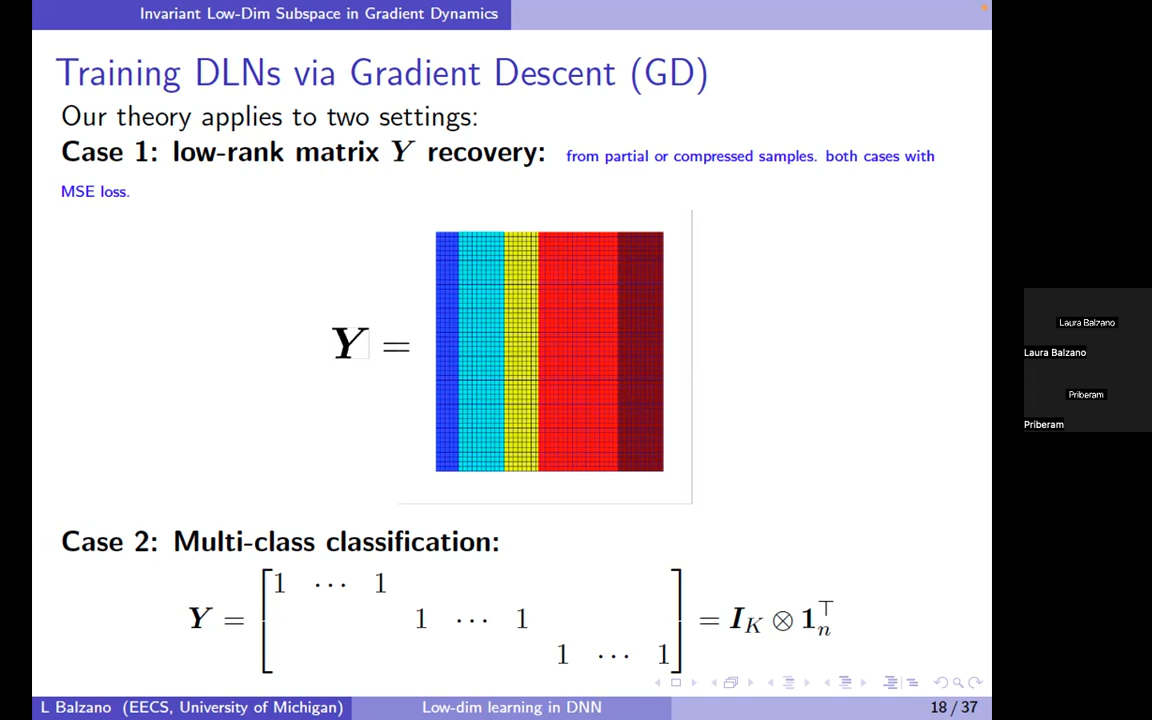 Invariant Low-Dim Subspace in Gradient Dynamics
Training DLNs via Gradient Descent (GD)
Our theory applies to two settings:
Case 1: low-rank matrix Y recovery: from partial or compressed samples. both cases with
MSE loss.
Y =
Case 2: Multi-class classification:
1 ··· 1
Y = 1 ··· 1 = I_K ⊗ 1_n^⊤
1 ··· 1
L Balzano (EECS, University of Michigan) Low-dim learning in DNN 18 / 37
Laura Balzano
Laura Balzano
Priberam
Priberam